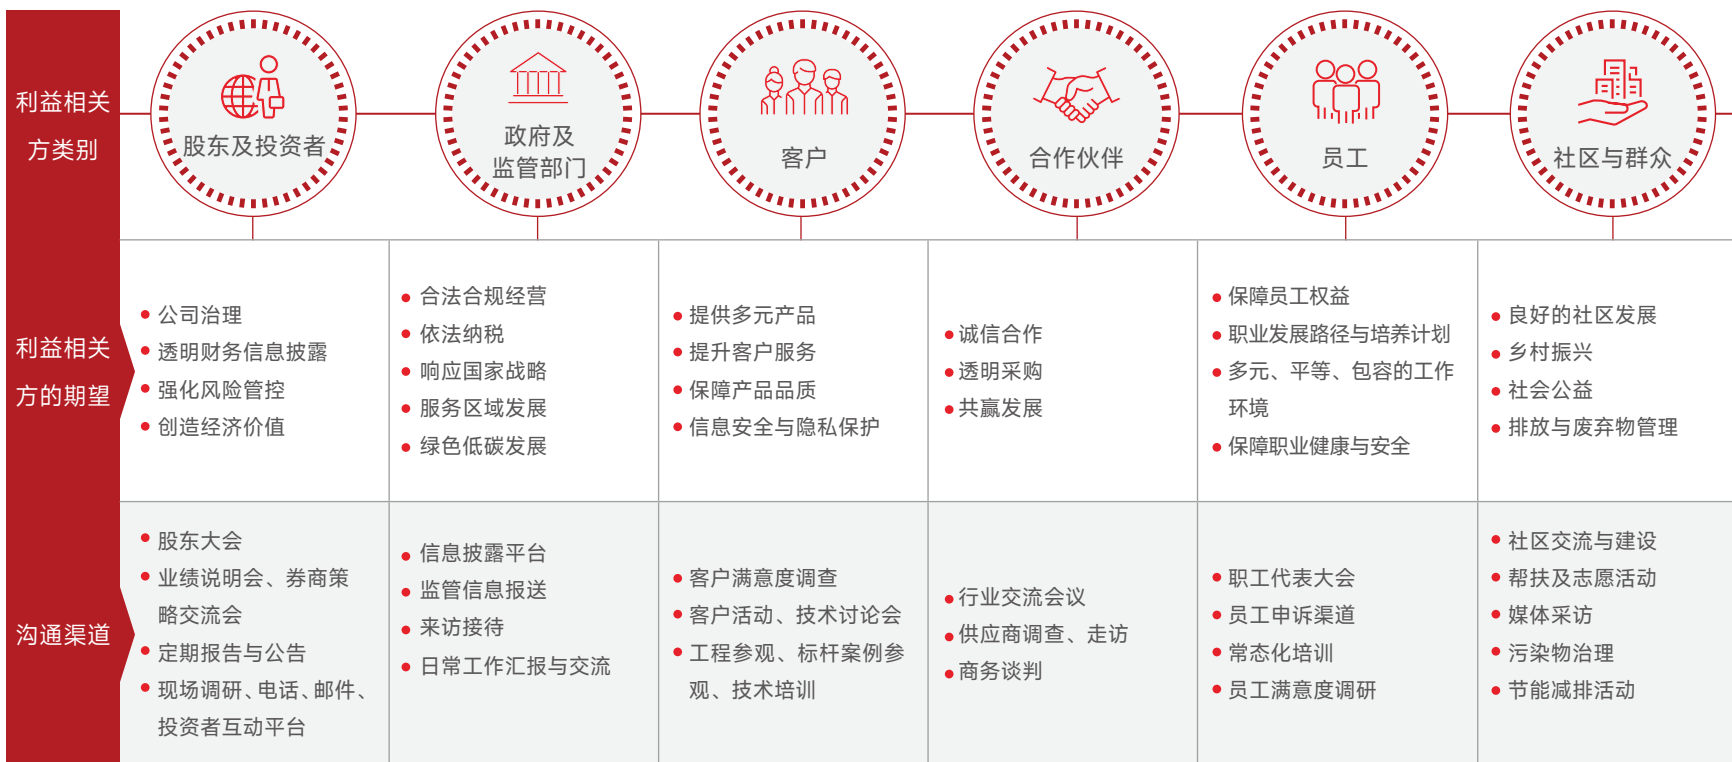 利益相关
方类别
股东及投资者
政府及
监管部门
客户
合作伙伴
员工
社区与群众
利益相关
方的期望
公司治理
透明财务信息披露
强化风险管控
创造经济价值
合法合规经营
依法纳税
响应国家战略
服务区域发展
绿色低碳发展
提供多元产品
提升客户服务
保障产品品质
信息安全与隐私保护
诚信合作
透明采购
共赢发展
保障员工权益
职业发展路径与培养计划
多元、平等、包容的工作
环境
保障职业健康与安全
良好的社区发展
乡村振兴
社会公益
排放与废弃物管理
沟通渠道
股东大会
业绩说明会、券商策
略交流会
定期报告与公告
现场调研、电话、邮件、
投资者互动平台
信息披露平台
监管信息报送
来访接待
日常工作汇报与交流
客户满意度调查
客户活动、技术讨论会
工程参观、标杆案例参
观、技术培训
行业交流会议
供应商调查、走访
商务谈判
职工代表大会
员工申诉渠道
常态化培训
员工满意度调研
社区交流与建设
帮扶及志愿活动
媒体采访
污染物治理
节能减排活动